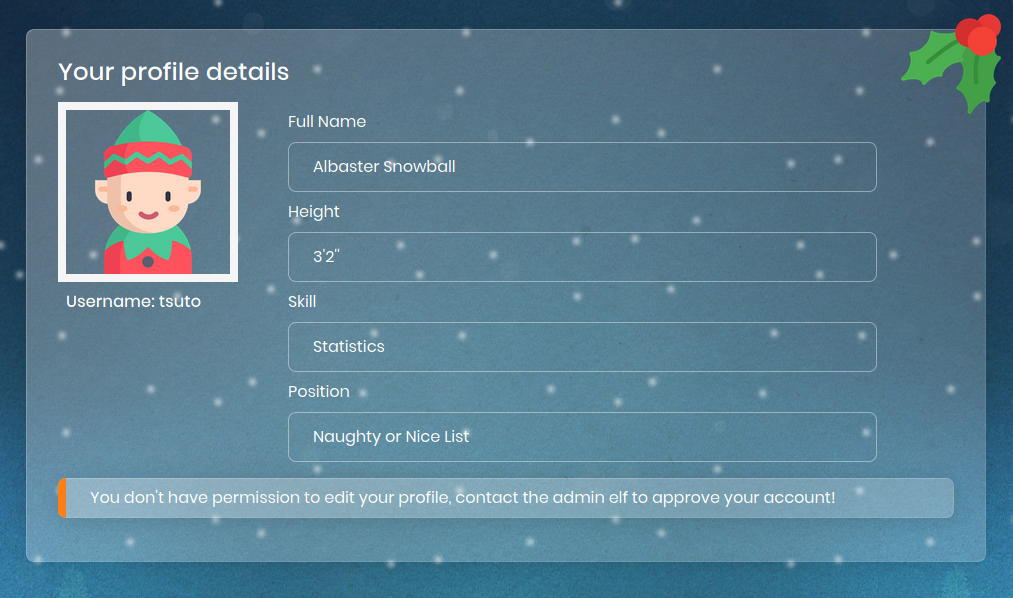 Your profile details
Full Name
Albaster Snowball
Height
3'2"
Username: tsuto
Skill
Statistics
Position
Naughty or Nice List
You don't have permission to edit your profile, contact the admin elf to approve your account!